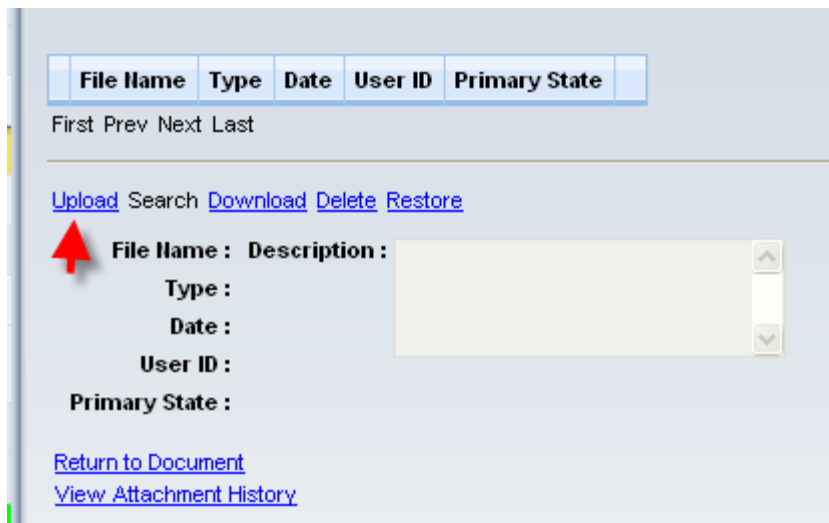 File Name Type Date User ID Primary State
First Prev Next Last
Upload Search Download Delete Restore
File Name : Description :
Type :
Date :
User ID :
Primary State :
Return to Document
View Attachment History